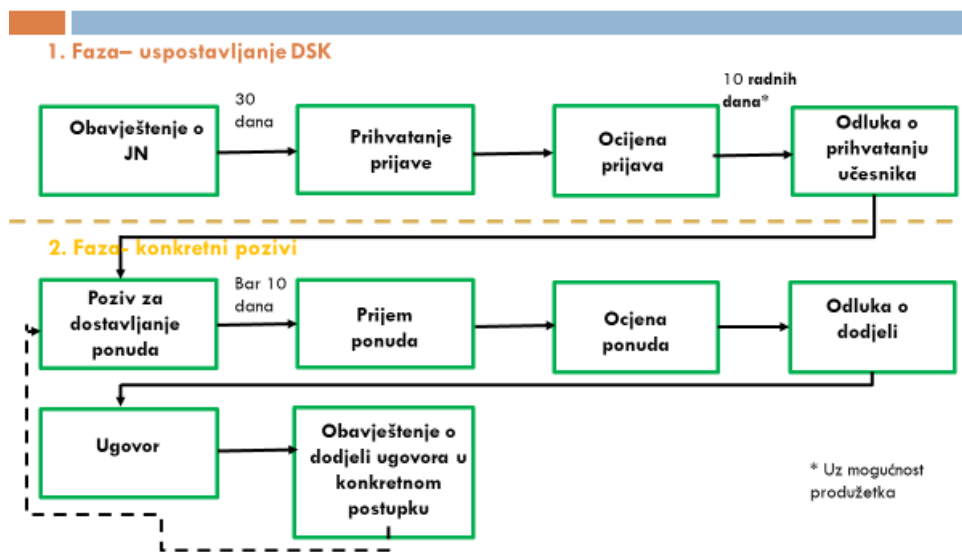 1. Faza– uspostavljanje DSK
30
dana
10 radnih
dana*
Obavještenje o
JN
Prihvatanje
prijave
Ocijena
prijava
Odluka o
prihvatanju
učesnika
2. Faza- konkretni pozivi
Bar 10
dana
Poziv za
dostavljanje
ponuda
Prijem
ponuda
Ocjena
ponuda
Odluka o
dodjeli
Ugovor
Obavještenje o
dodjeli ugovora u
konkretnom
postupku
* Uz mogućnost
produžetka